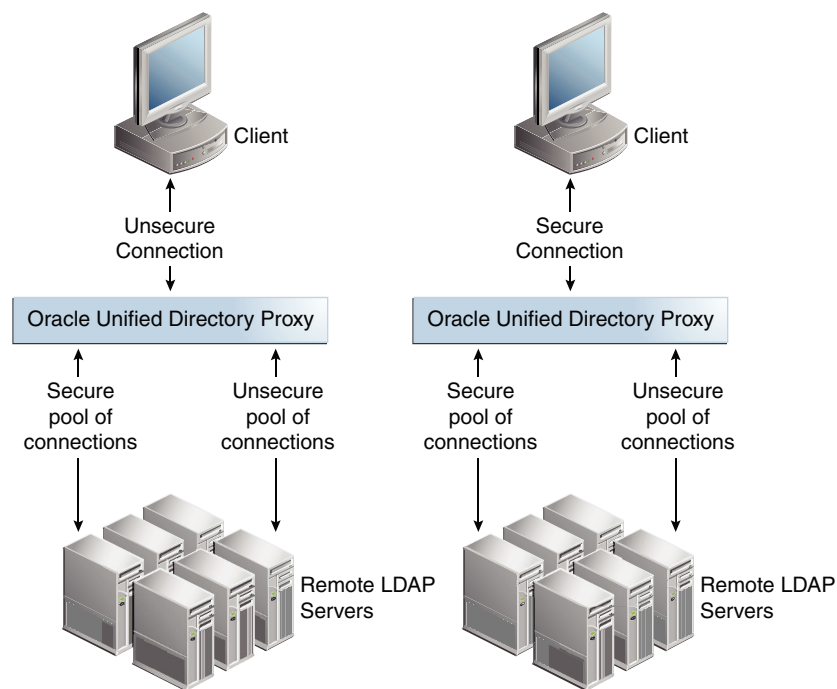 Client
Unsecure
Connection
Oracle Unified Directory Proxy
Secure
pool of
connections
Unsecure
pool of
connections
Remote LDAP
Servers
Client
Secure
Connection
Oracle Unified Directory Proxy
Secure
pool of
connections
Unsecure
pool of
connections
Remote LDAP
Servers